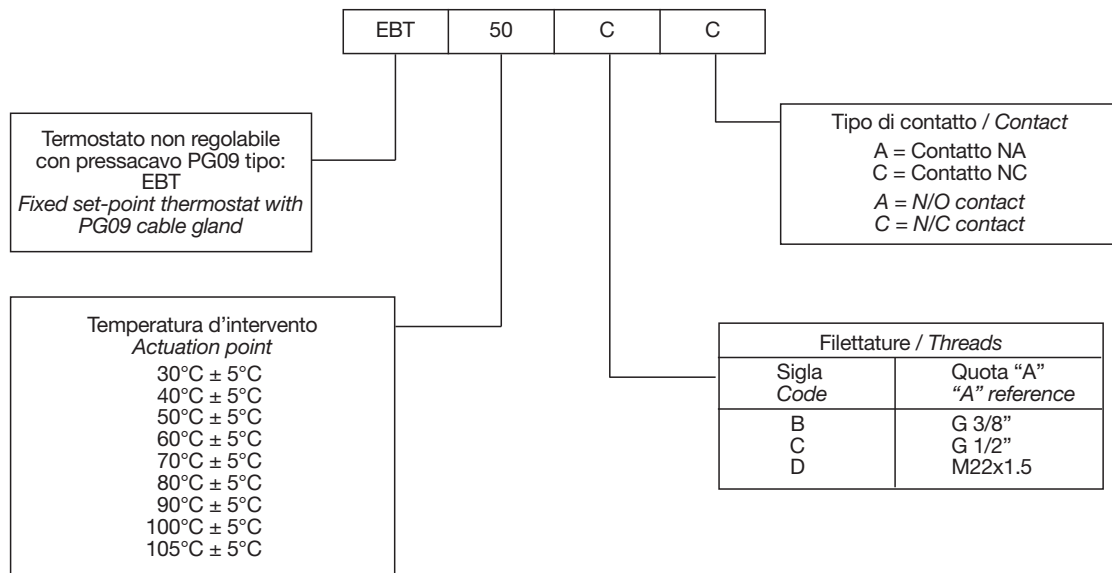 EBT 50 C C
Termostato non regolabile
con pressacavo PG09 tipo:
EBT
Fixed set-point thermostat with
PG09 cable gland
Tipo di contatto / Contact
A = Contatto NA
C = Contatto NC
A = N/O contact
C = N/C contact
Temperatura d'intervento
Actuation point
30°C ± 5°C
40°C ± 5°C
50°C ± 5°C
60°C ± 5°C
70°C ± 5°C
80°C ± 5°C
90°C ± 5°C
100°C ± 5°C
105°C ± 5°C
Filettature / Threads
Sigla Quota “A”
Code “A” reference
B G 3/8”
C G 1/2”
D M22x1.5